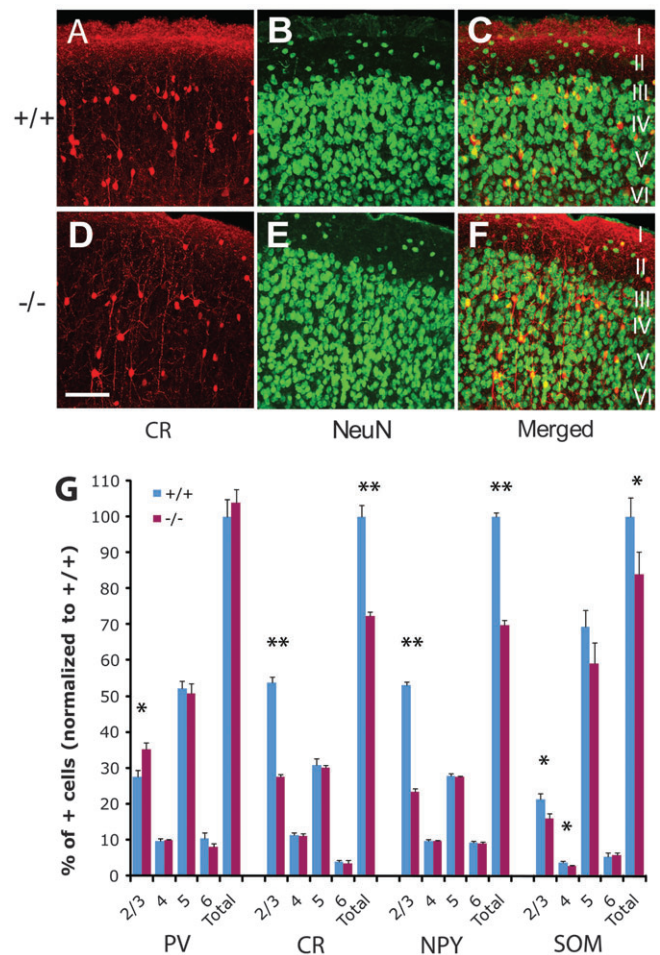 A
B
C
+/+
I
II
III
IV
V
VI
D
E
F
-/-
I
II
III
IV
V
VI
CR
NeuN
Merged
G
+/+
-/-
% of + cells (normalized to +/+)
110
100
90
80
70
60
50
40
30
20
10
0
*
**
**
**
**
*
*
*
2/3 4 5 6 Total 2/3 4 5 6 Total 2/3 4 5 6 Total 2/3 4 5 6 Total
PV CR NPY SOM